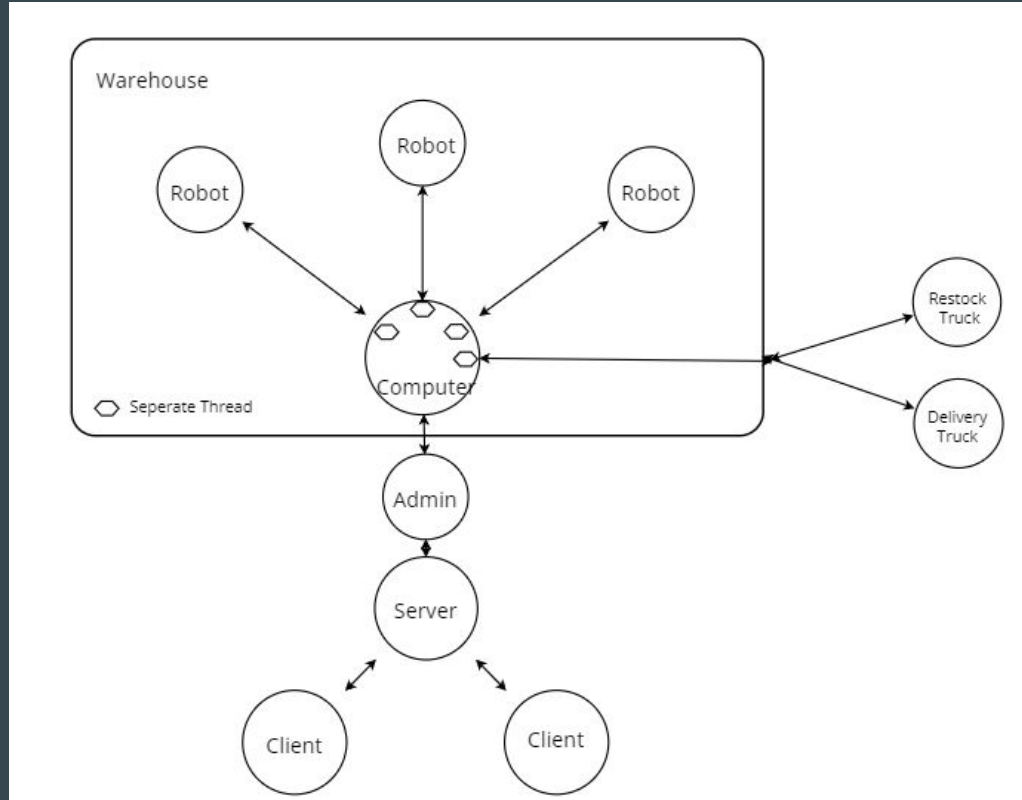 Warehouse
Robot
Robot
Robot
Restock
Truck
Computer
Seperate Thread
Delivery
Truck
Admin
Server
Client
Client